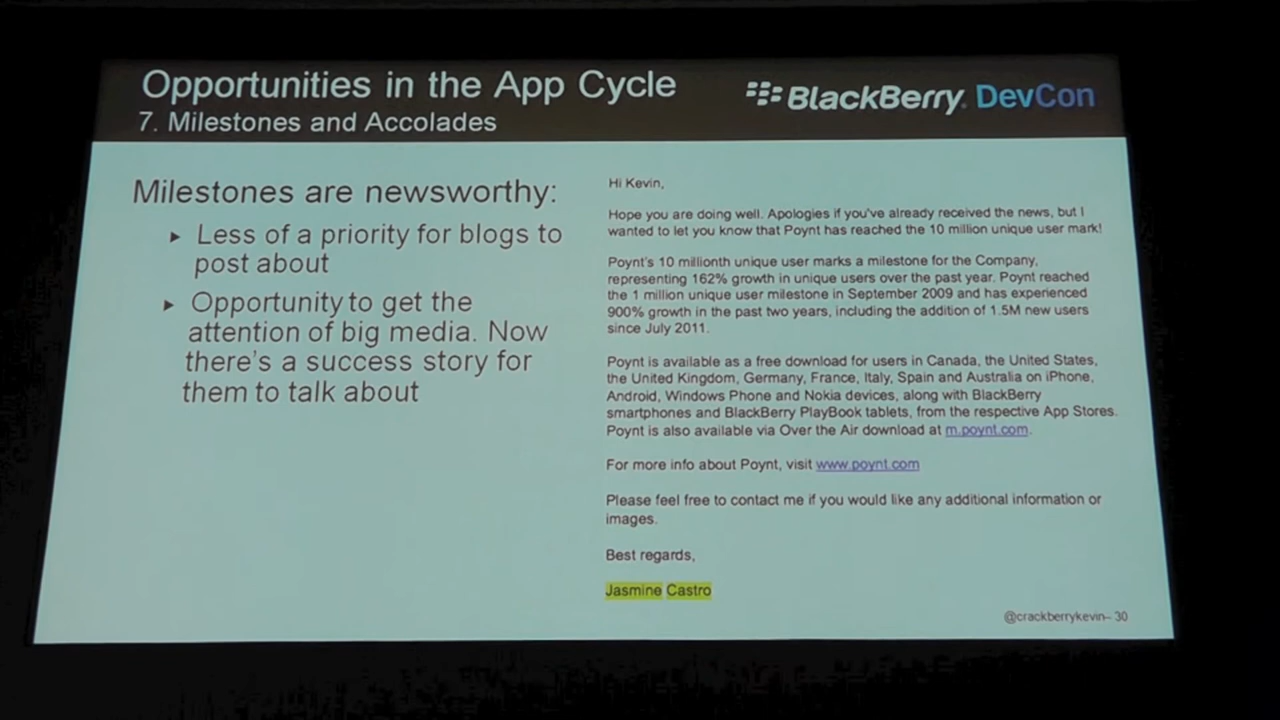 Opportunities in the App Cycle
7. Milestones and Accolades
BlackBerry DevCon
Milestones are newsworthy:
Less of a priority for blogs to
post about
Opportunity to get the
attention of big media. Now
there's a success story for
them to talk about
Hi Kevin,
Hope you are doing well. Apologies if you've already received the news, but I
wanted to let you know that Poynt has reached the 10 million unique user mark!
Poynt's 10 millionth unique user marks a milestone for the Company,
representing 162% growth in unique users over the past year. Poynt reached
the 1 million unique user milestone in September 2009 and has experienced
900% growth in the past two years, including the addition of 1.5M new users
since July 2011.
Poynt is available as a free download for users in Canada, the United States,
the United Kingdom, Germany, France, Italy, Spain and Australia on iPhone,
Android, Windows Phone and Nokia devices, along with BlackBerry
smartphones and BlackBerry PlayBook tablets, from the respective App Stores.
Poynt is also available via Over the Air download at m.poynt.com.
For more info about Poynt, visit www.poynt.com
Please feel free to contact me if you would like any additional information or
images.
Best regards,
Jasmine Castro
@crackberrykevin– 30